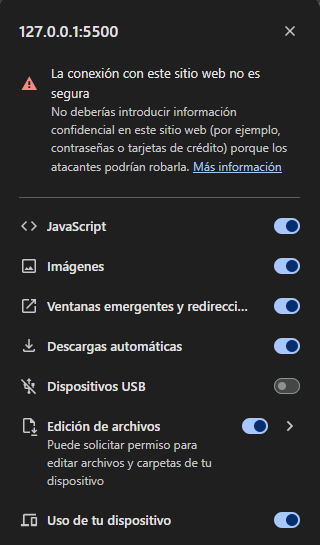 127.0.0.1:5500
La conexión con este sitio web no es
segura
No deberías introducir información
confidencial en este sitio web (por ejemplo,
contraseñas o tarjetas de crédito) porque los
atacantes podrían robarla. Más información
JavaScript
Imágenes
Ventanas emergentes y redirecci...
Descargas automáticas
Dispositivos USB
Edición de archivos
Puede solicitar permiso para
editar archivos y carpetas de tu
dispositivo
Uso de tu dispositivo